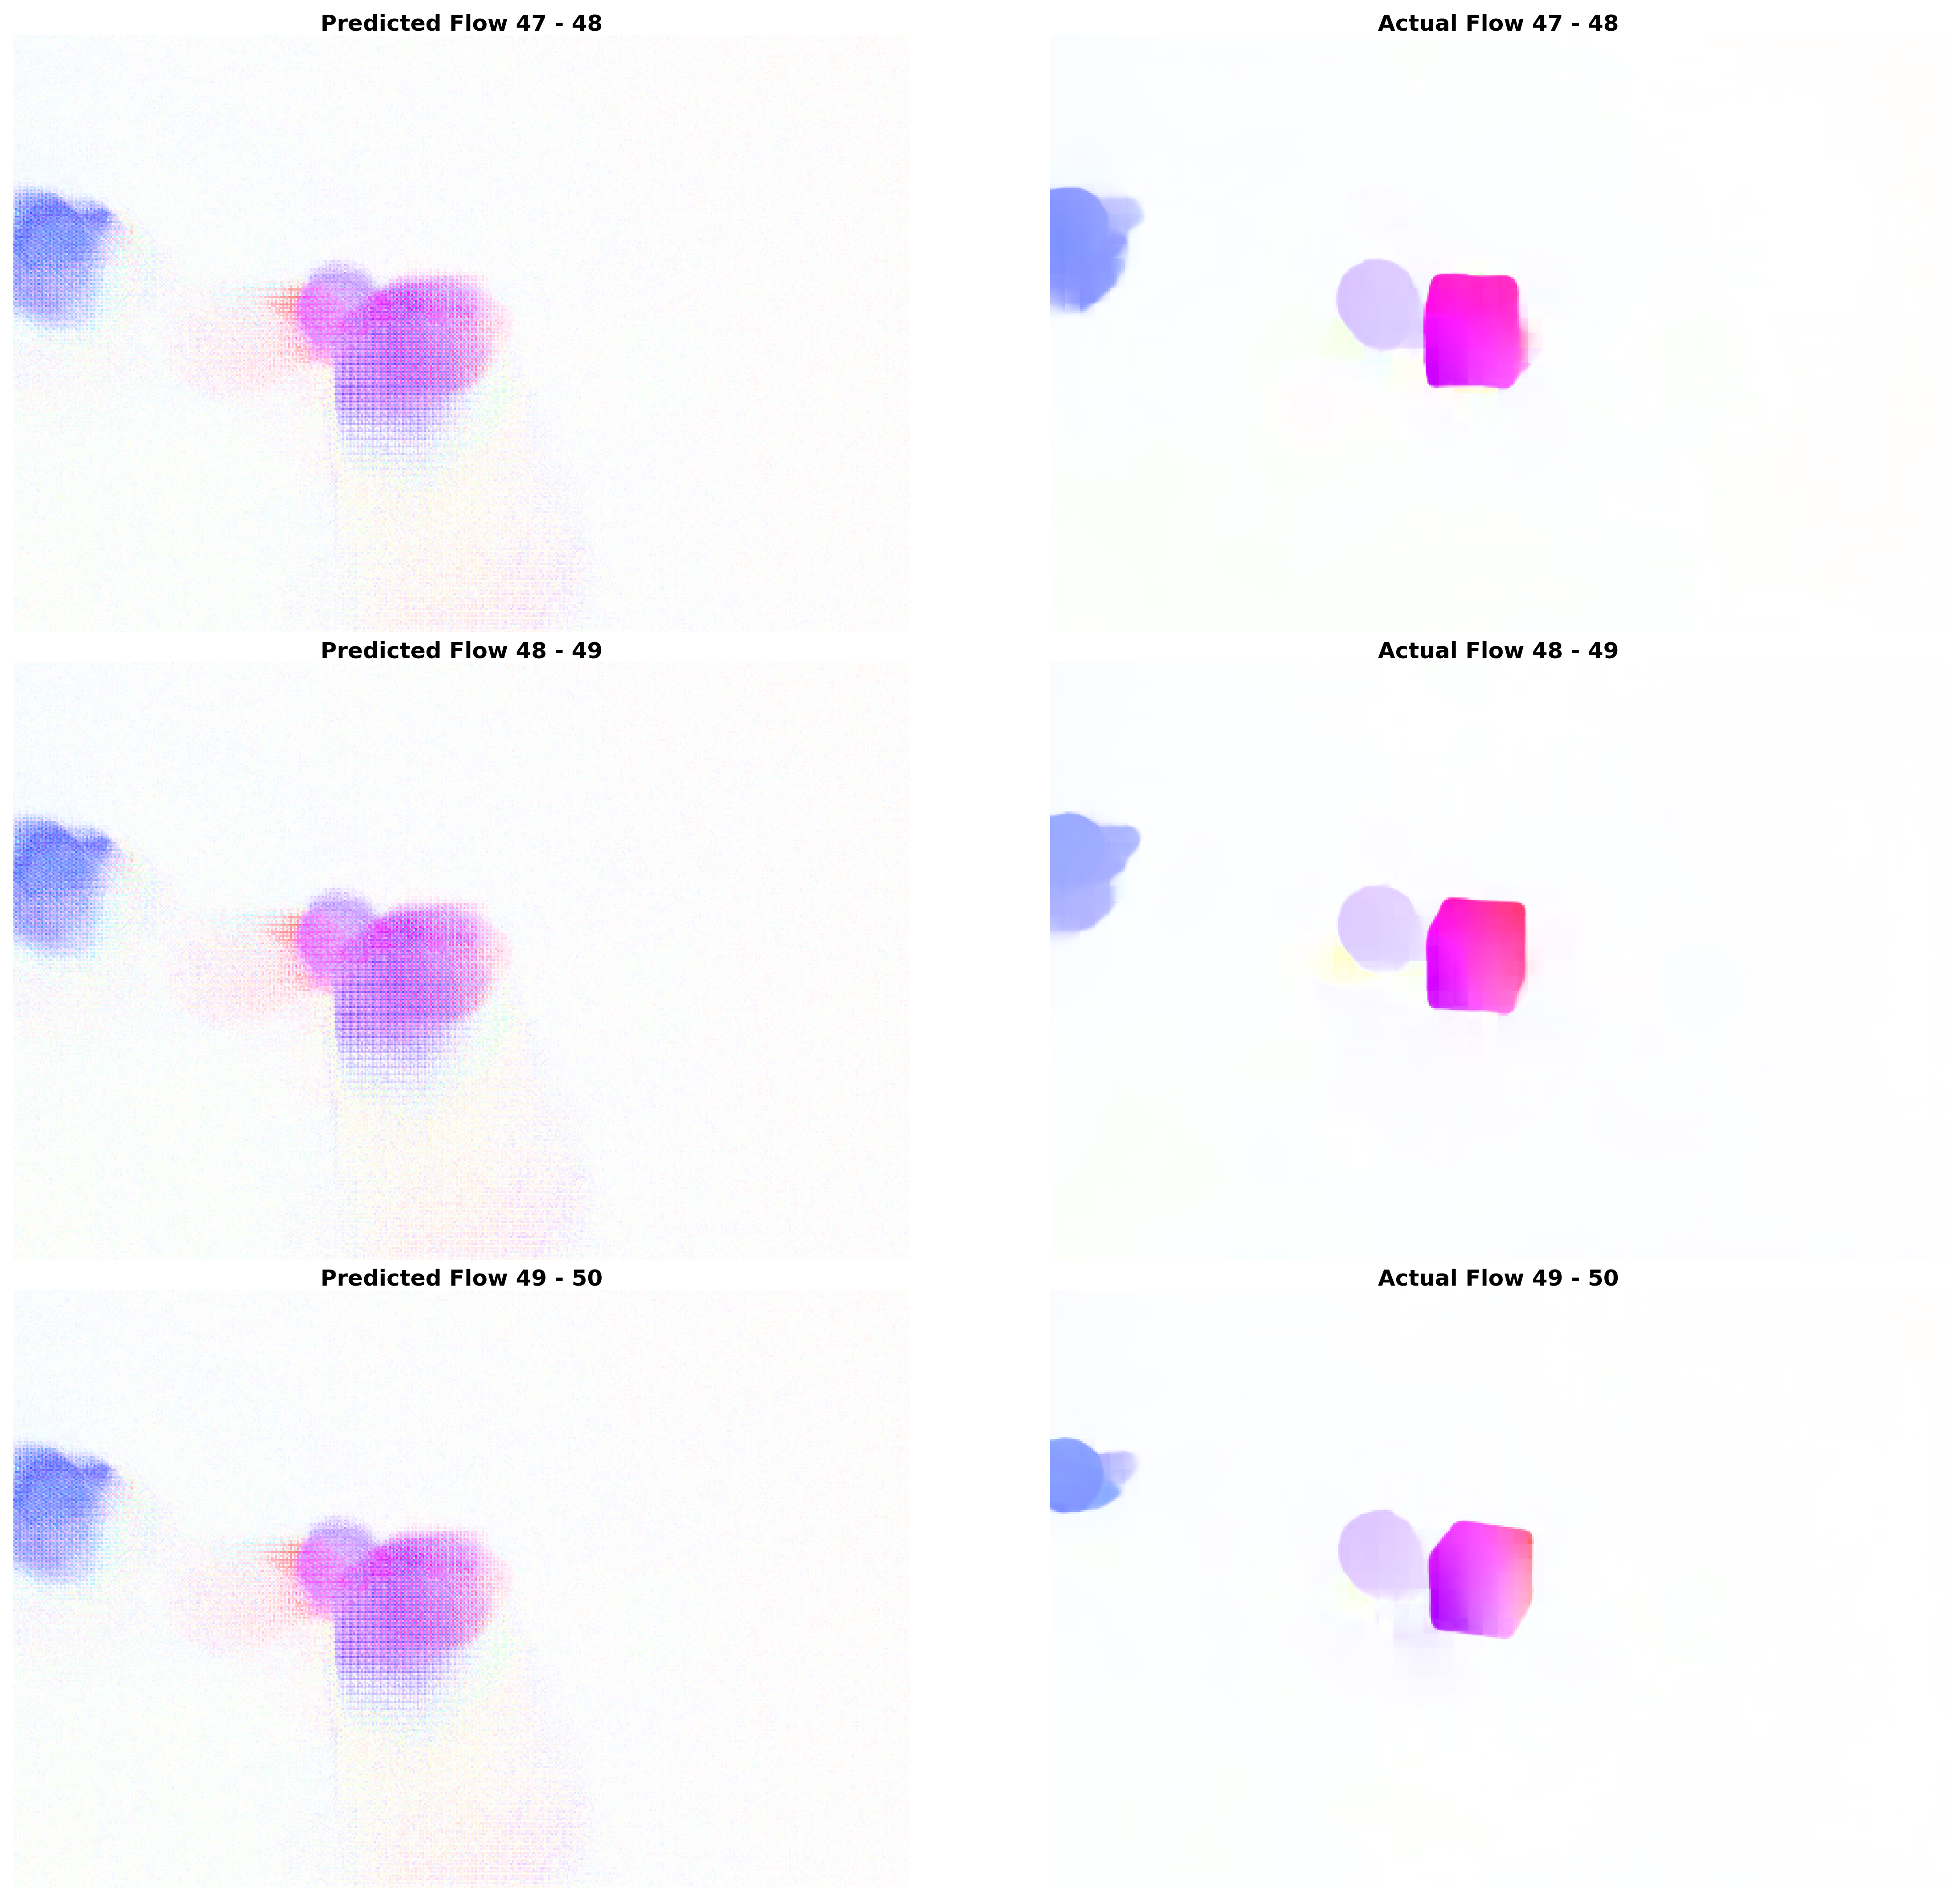 Predicted Flow 47 - 48
Actual Flow 47 - 48
Predicted Flow 48 - 49
Actual Flow 48 - 49
Predicted Flow 49 - 50
Actual Flow 49 - 50